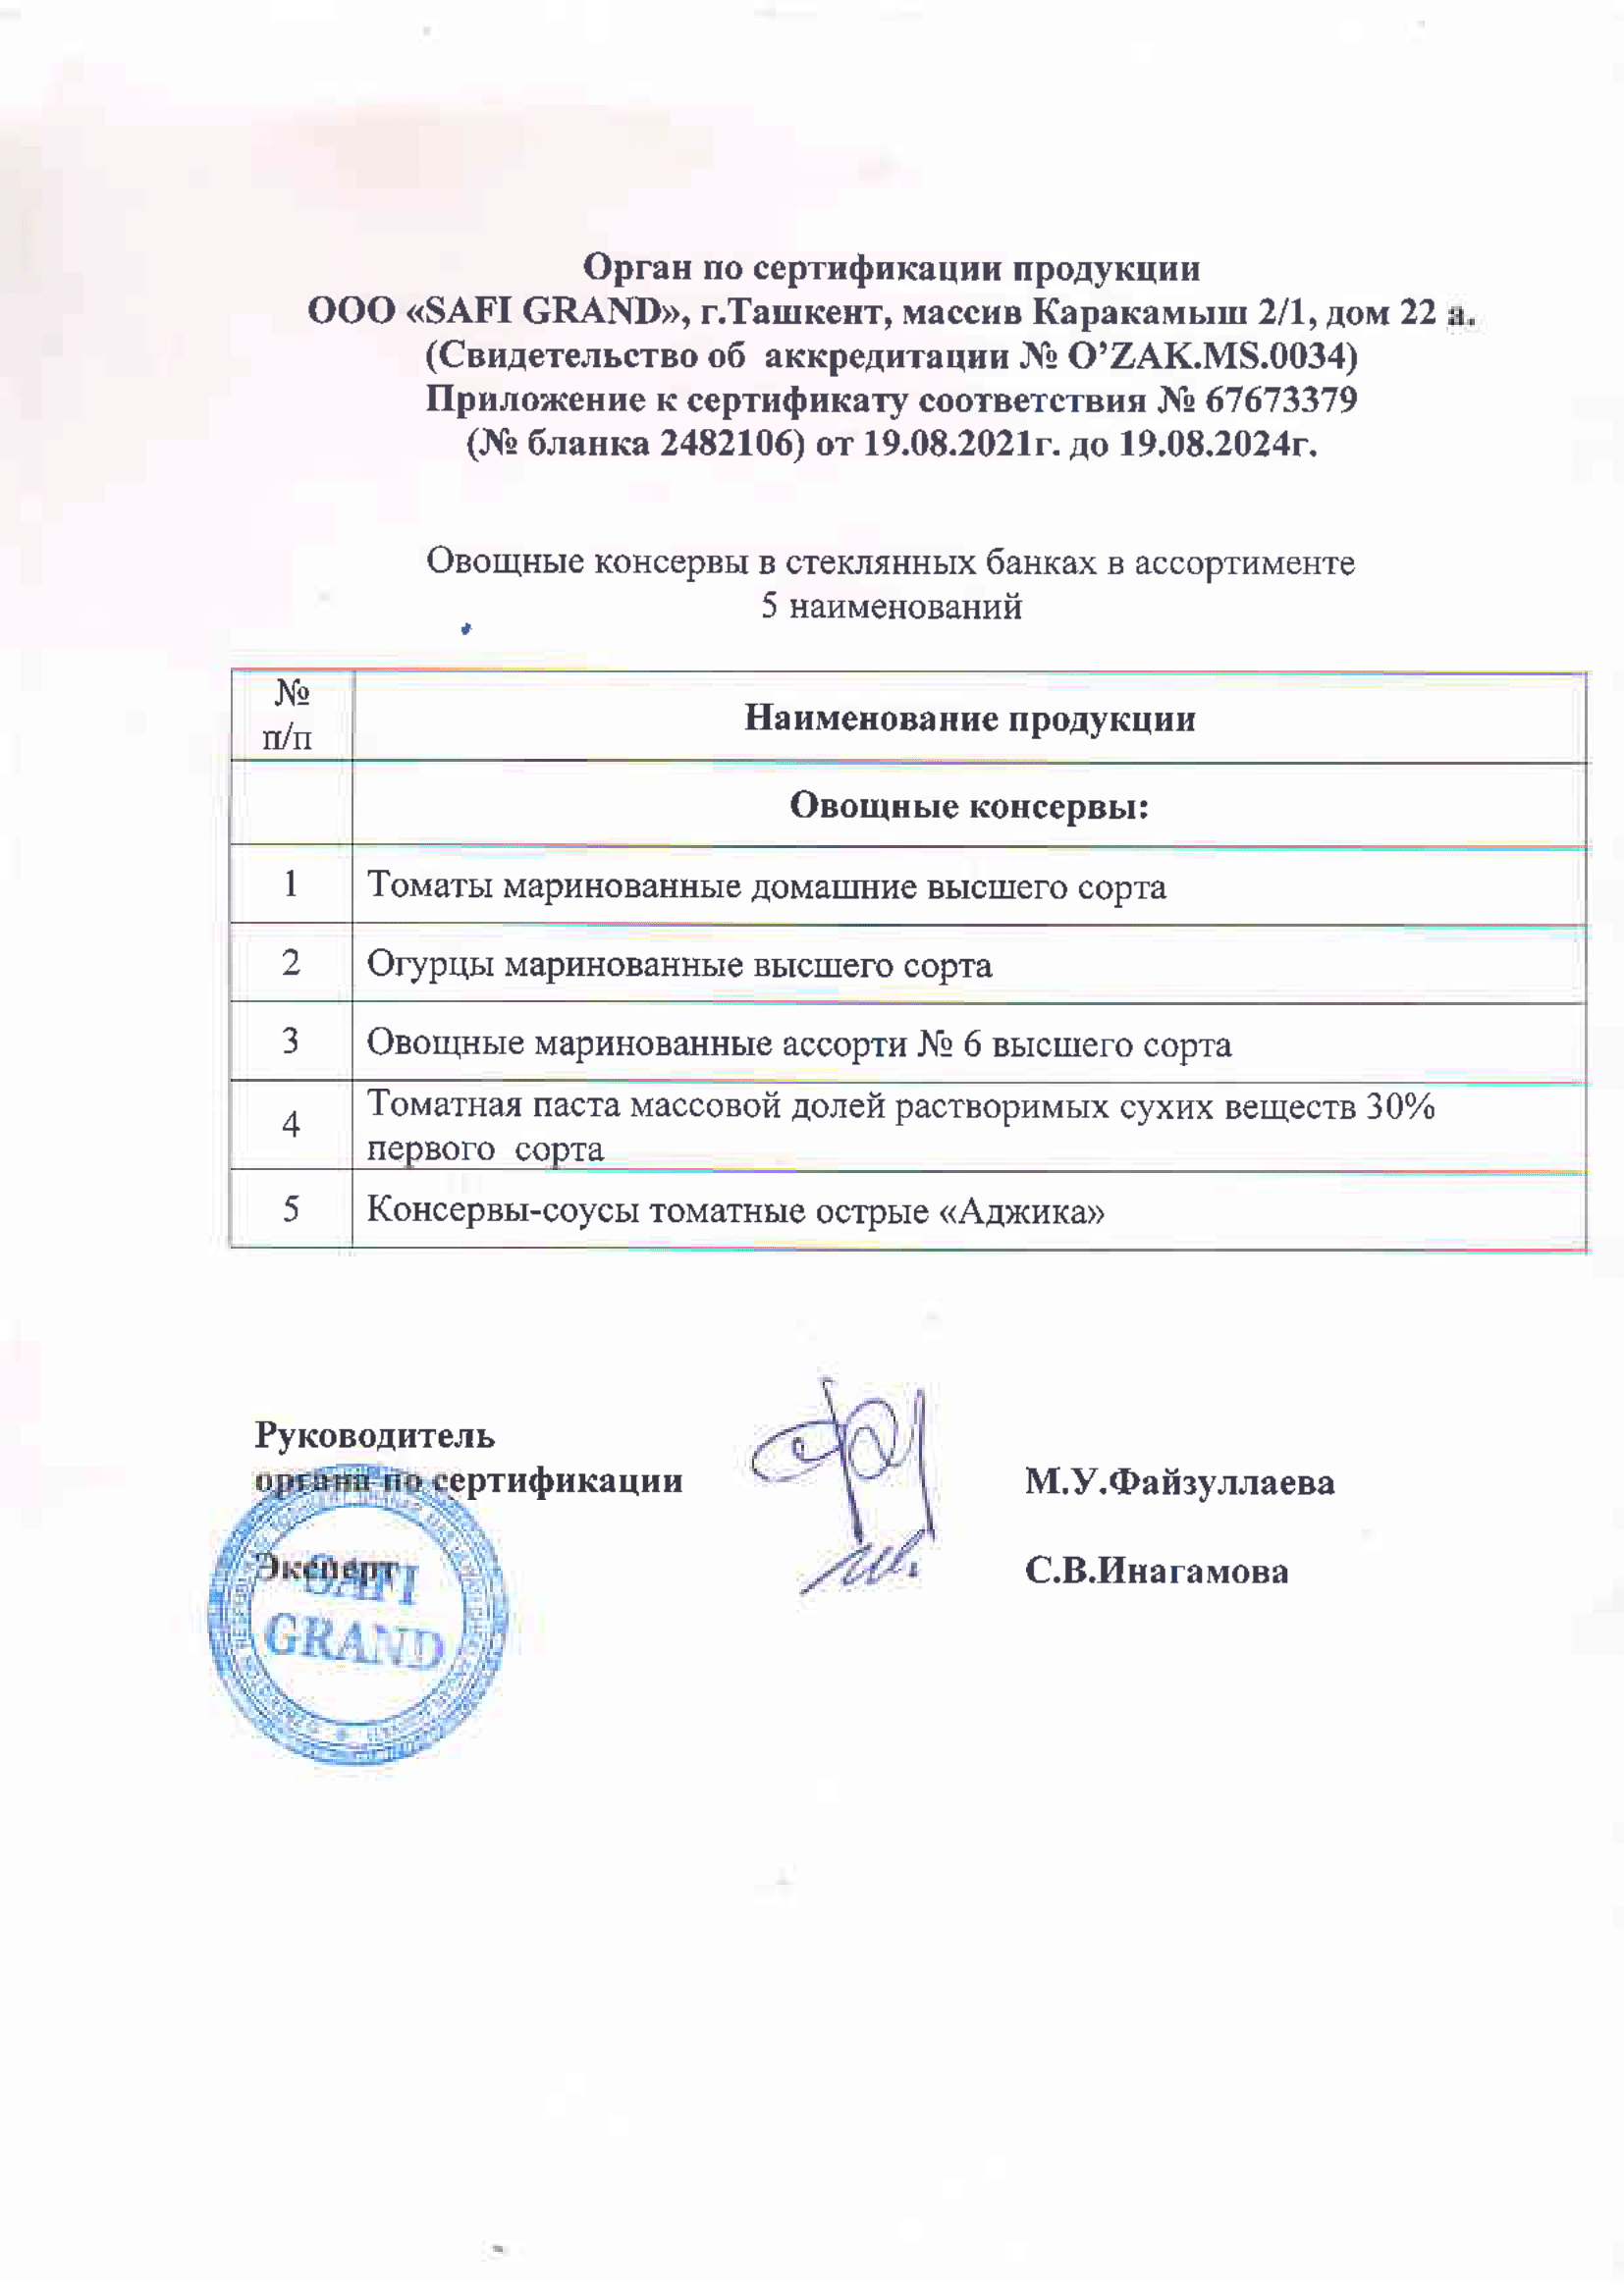 Орган по сертификации продукции
ООО «SAFI GRAND», г.Ташкент, массив Каракамыш 2/1, дом 22 а.
(Свидетельство об аккредитации № O’ZAK.MS.0034)
Приложение к сертификату соответствия № 67673379
(№ бланка 2482106) от 19.08.2021г. до 19.08.2024г.
Овощные консервы в стеклянных банках в ассортименте
5 наименований
№
п/п
Наименование продукции
Овощные консервы:
1 Томаты маринованные домашние высшего сорта
2 Огурцы маринованные высшего сорта
3 Овощные маринованные ассорти № 6 высшего сорта
4 Томатная паста массовой долей растворимых сухих веществ 30%
первого сорта
5 Консервы-соусы томатные острые «Аджика»
Руководитель
органа по сертификации М.У.Файзуллаева
Эксперт С.В.Инагамова
SAFI
GRAND